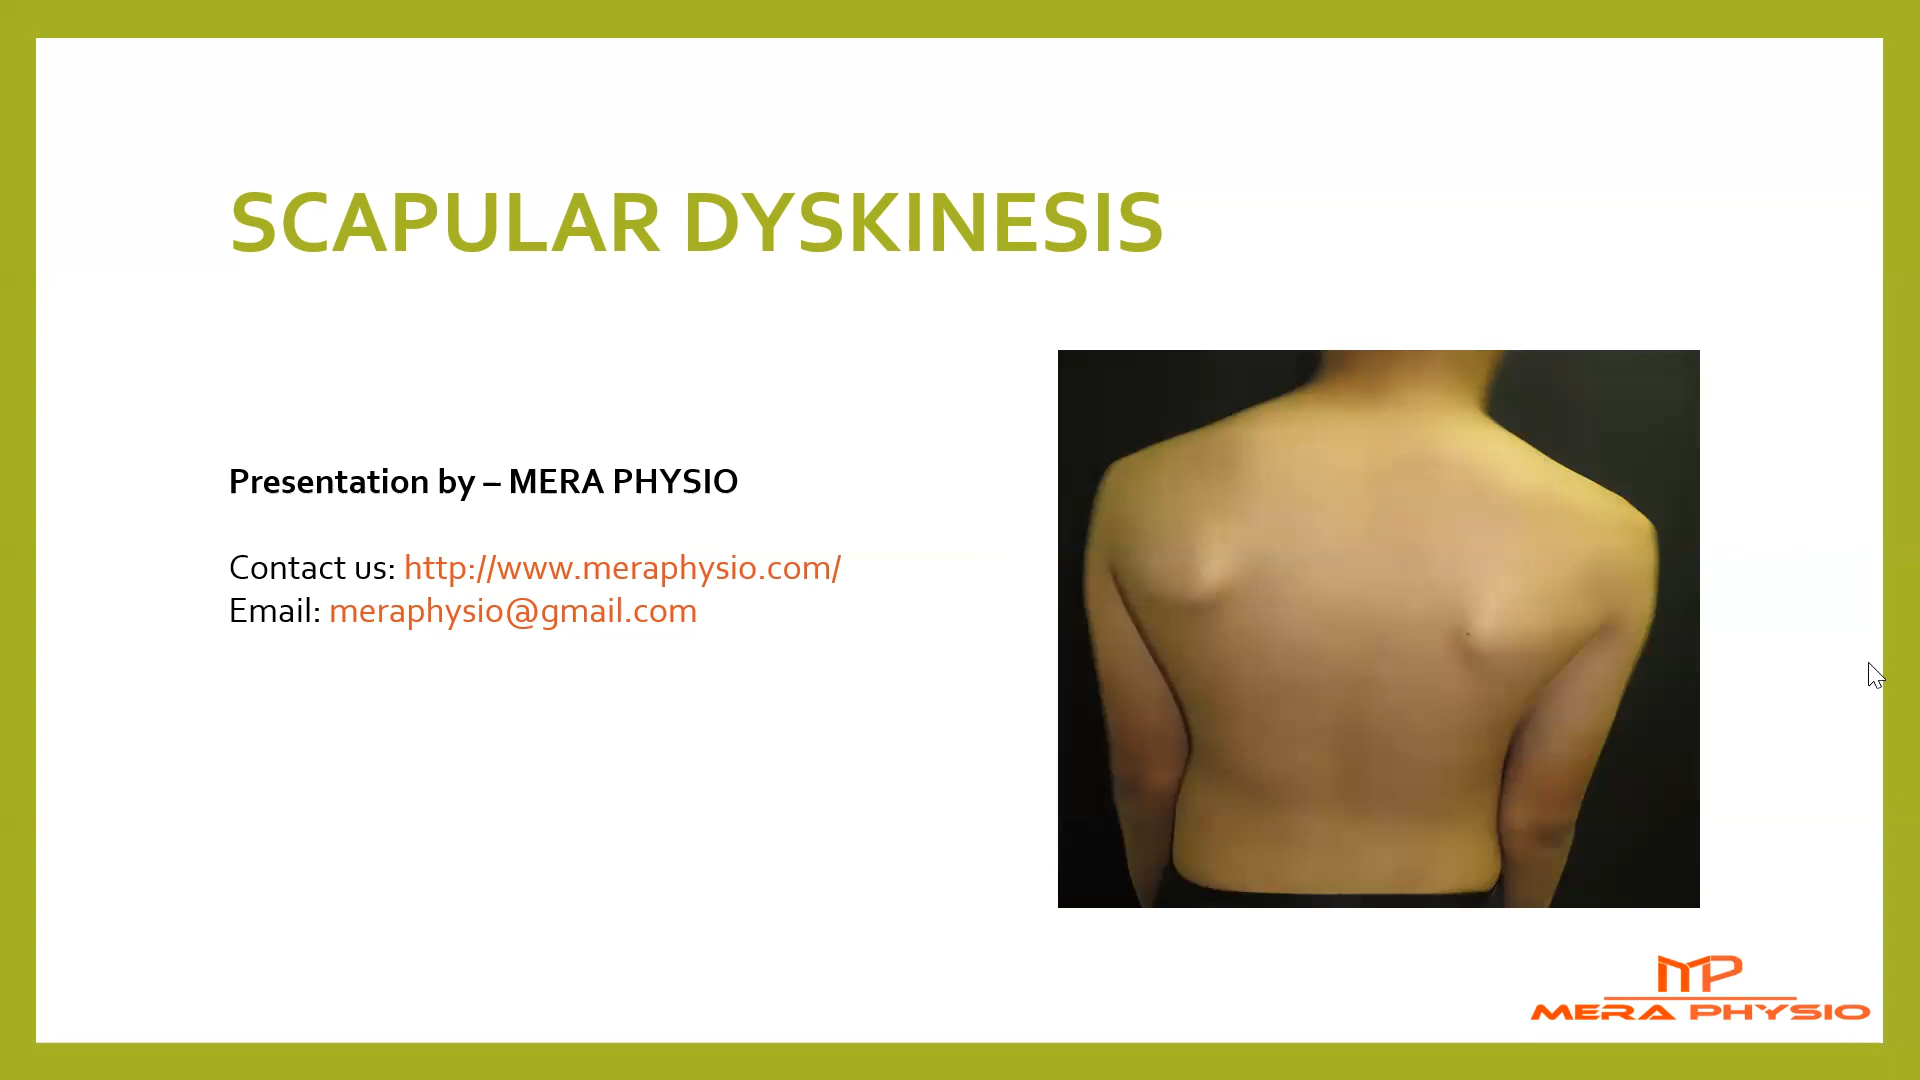 SCAPULAR DYSKINESIS
Presentation by – MERA PHYSIO
Contact us: http://www.meraphysio.com/
Email: meraphysio@gmail.com
MP
MERA PHYSIO